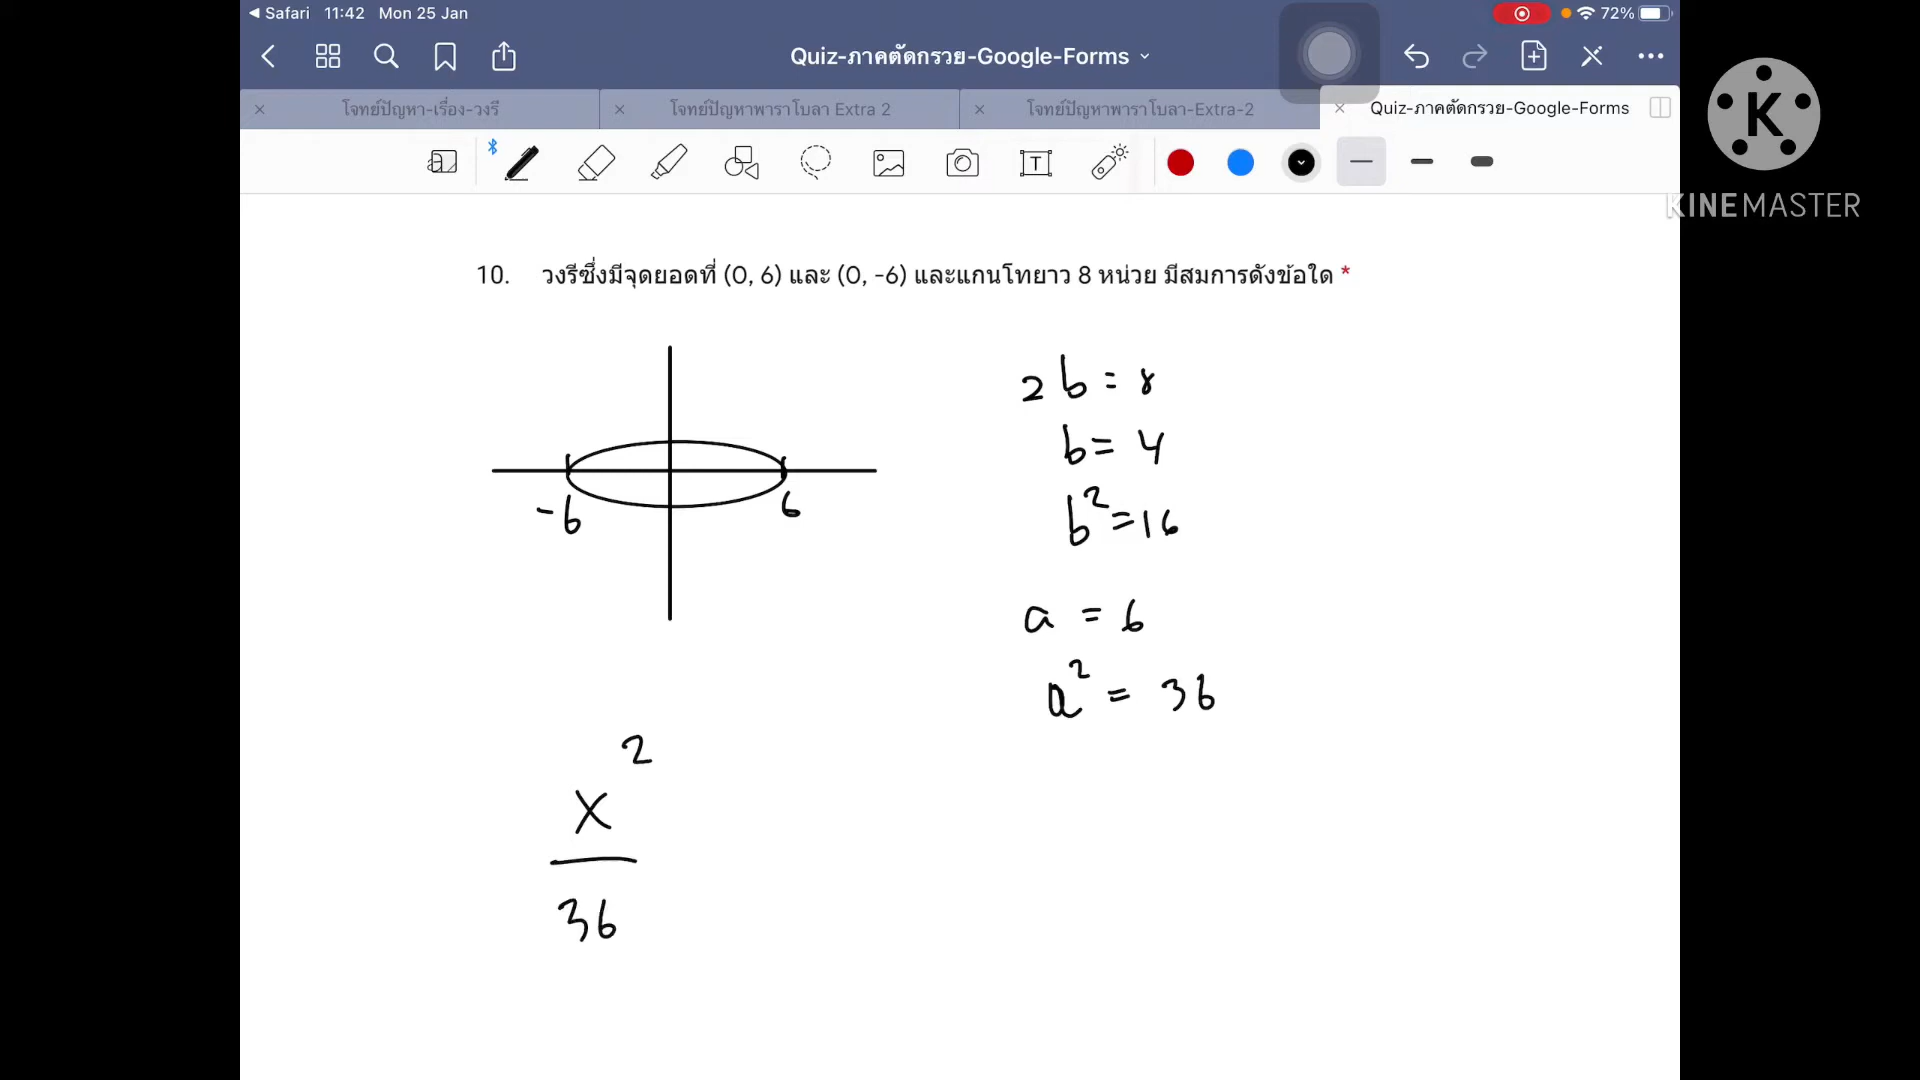 Safari 11:42 Mon 25 Jan 72%
Quiz-ภาคตัดกรวย-Google-Forms
โจทย์ปัญหา-เรื่อง-วงรี โจทย์ปัญหาพาราโบลา Extra 2 โจทย์ปัญหาพาราโบลา-Extra-2 Quiz-ภาคตัดกรวย-Google-Forms
K
KINEMASTER
10. วงรีซึ่งมีจุดยอดที่ (0, 6) และ (0, -6) และแกนโทยาว 8 หน่วย มีสมการดังข้อใด *
2b = 8
b = 4
b² = 16
-6 6
a = 6
a² = 36
x²
36